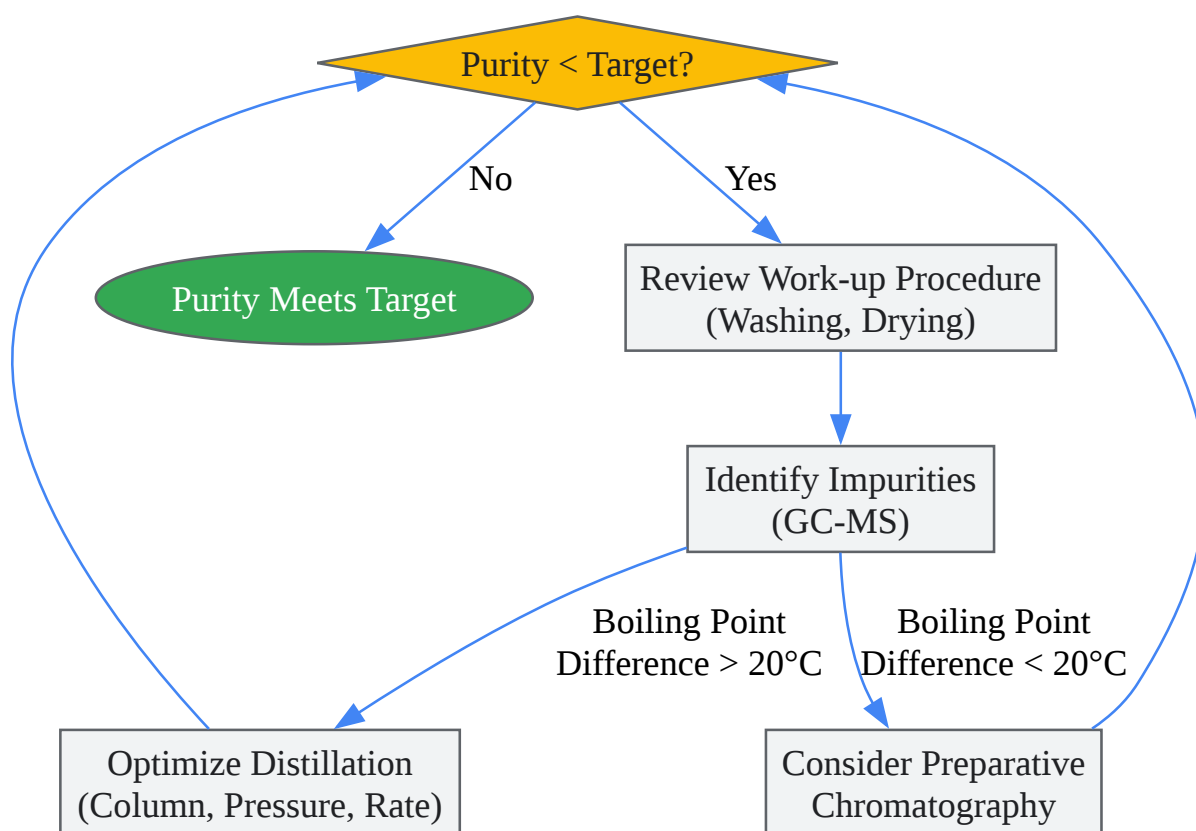 Purity < Target?
No
Yes
Purity Meets Target
Review Work-up Procedure
(Washing, Drying)
Identify Impurities
(GC-MS)
Boiling Point
Difference > 20°C
Boiling Point
Difference < 20°C
Optimize Distillation
(Column, Pressure, Rate)
Consider Preparative
Chromatography